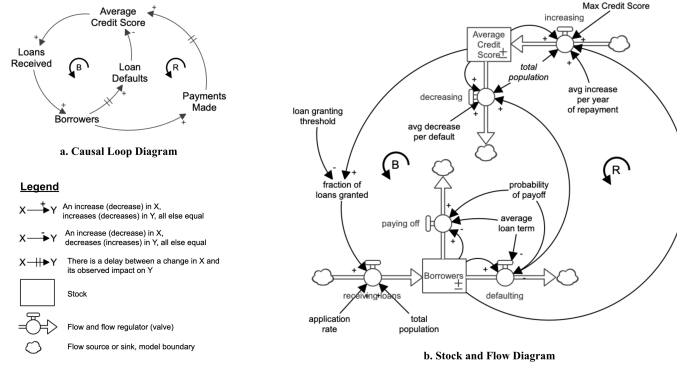 Average
Credit Score
Loans
Received
B
Loan
Defaults
R
Payments
Made
Borrowers
+
+
+
+
+
-
a. Causal Loop Diagram
Legend
X + Y An increase (decrease) in X,
increases (decreases) in Y, all else equal
X - Y An increase (decrease) in X,
decreases (increases) in Y, all else equal
X Y There is a delay between a change in X and
its observed impact on Y
Stock
Flow and flow regulator (valve)
Flow source or sink, model boundary
Max Credit Score
increasing
Average
Credit
Score
±
total
population
avg increase
per year
of repayment
decreasing
avg decrease
per default
loan granting
threshold
B
R
fraction of
loans granted
probability
of payoff
paying off
average
loan term
Borrowers
±
receiving loans
defaulting
application
rate
total
population
b. Stock and Flow Diagram